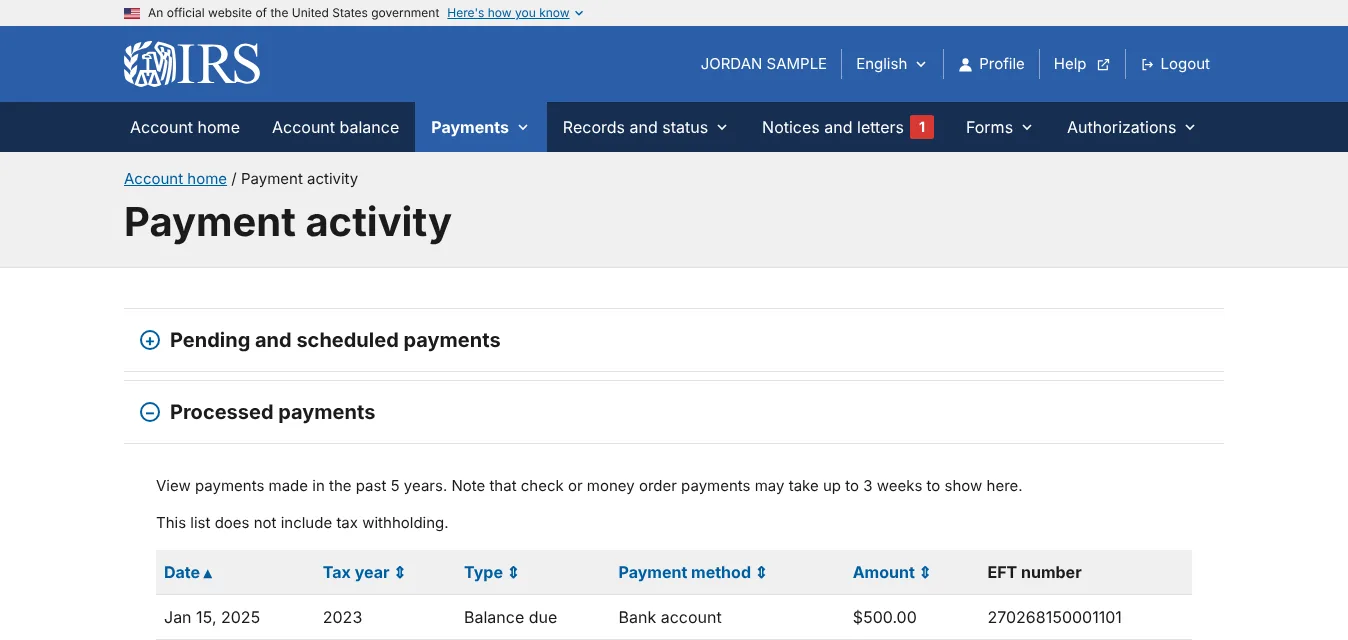 An official website of the United States government Here's how you know
IRS
JORDAN SAMPLE English Profile Help Logout
Account home Account balance Payments Records and status Notices and letters 1 Forms Authorizations
Account home / Payment activity
Payment activity
Pending and scheduled payments
Processed payments
View payments made in the past 5 years. Note that check or money order payments may take up to 3 weeks to show here.
This list does not include tax withholding.
Date Tax year Type Payment method Amount EFT number
Jan 15, 2025 2023 Balance due Bank account $500.00 270268150001101